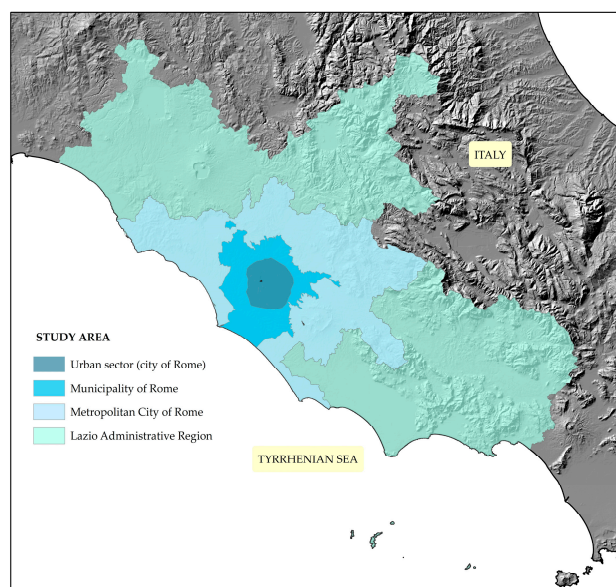 ITALY
STUDY AREA
Urban sector (city of Rome)
Municipality of Rome
Metropolitan City of Rome
Lazio Administrative Region
TYRRHENIAN SEA